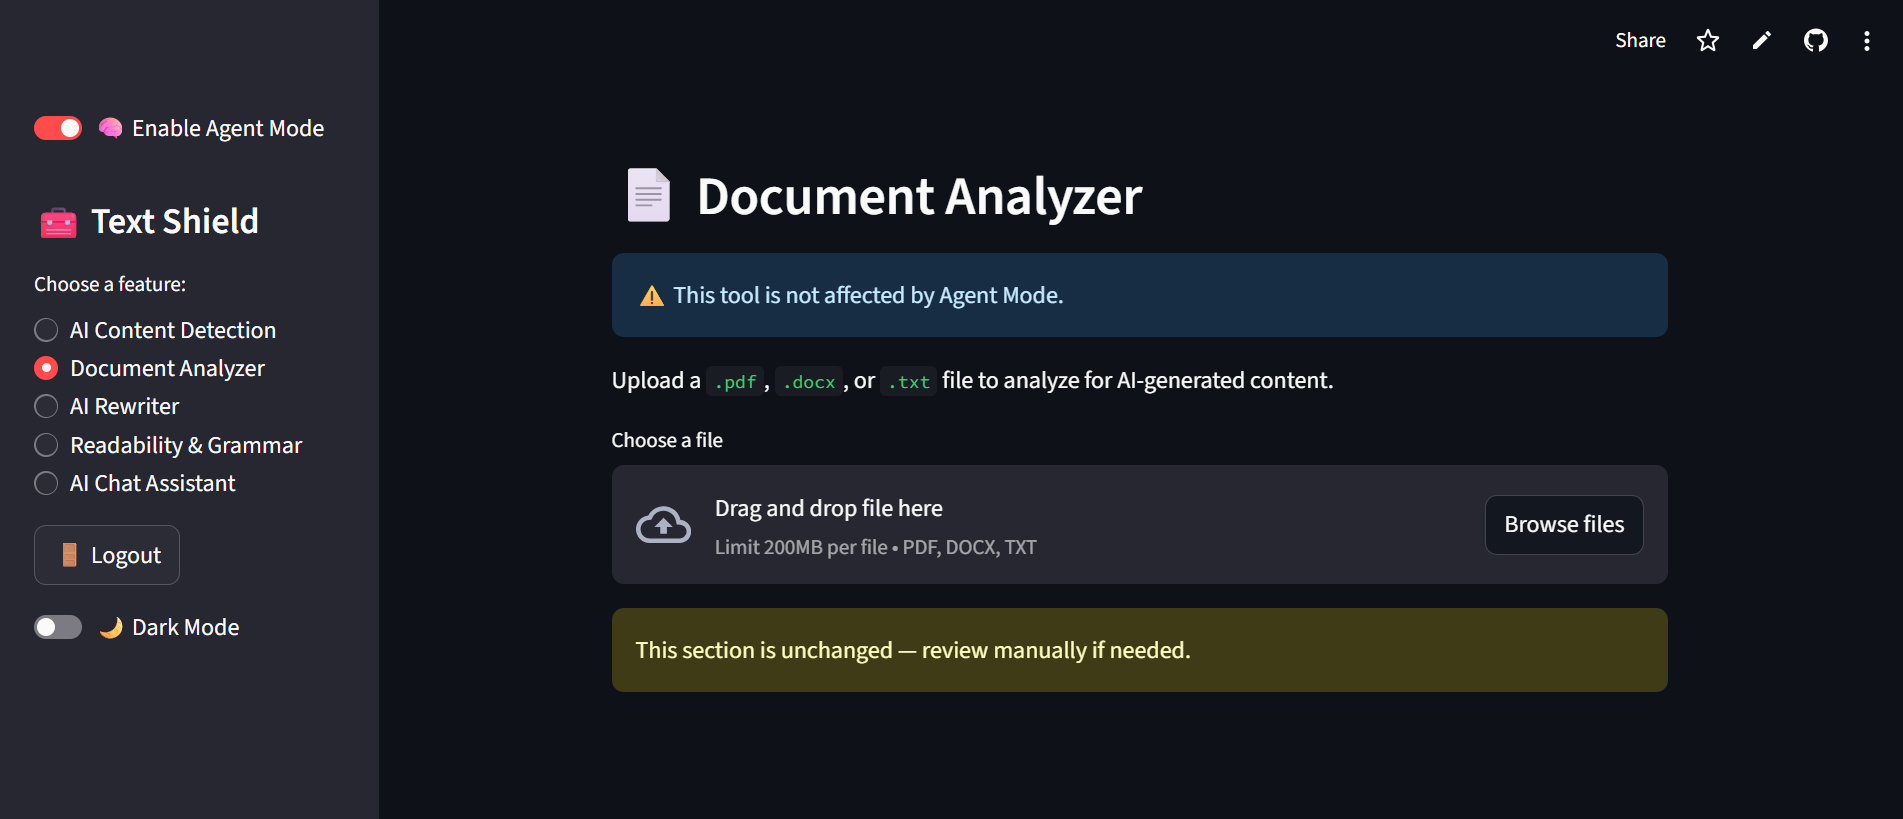 Share
🧠 Enable Agent Mode
🧰 Text Shield
Choose a feature:
AI Content Detection
Document Analyzer
AI Rewriter
Readability & Grammar
AI Chat Assistant
🚪 Logout
🌙 Dark Mode
📄 Document Analyzer
⚠️ This tool is not affected by Agent Mode.
Upload a .pdf, .docx, or .txt file to analyze for AI-generated content.
Choose a file
Drag and drop file here
Limit 200MB per file • PDF, DOCX, TXT
Browse files
This section is unchanged — review manually if needed.